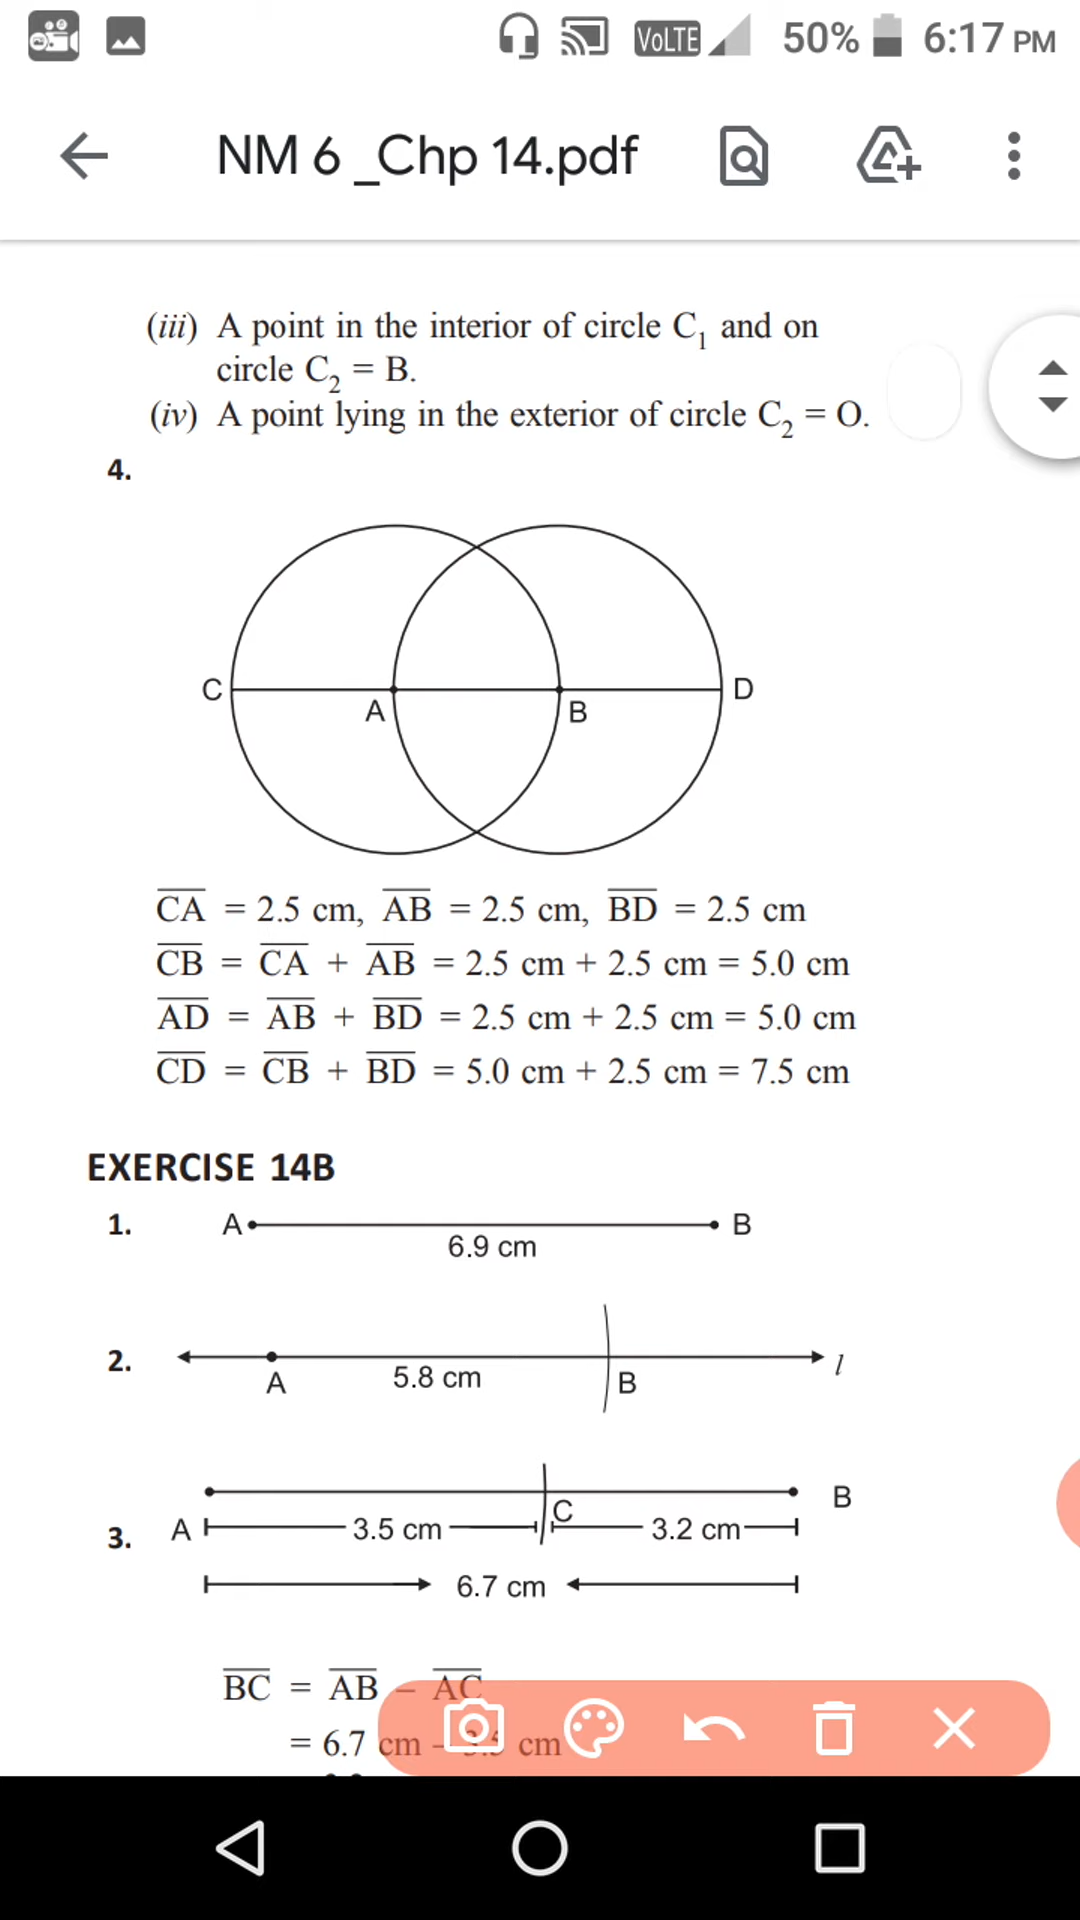 VoLTE 50% 6:17 PM
NM 6 _Chp 14.pdf
(iii) A point in the interior of circle C₁ and on
circle C₂ = B.
(iv) A point lying in the exterior of circle C₂ = O.
4.
C A B D
CA = 2.5 cm, AB = 2.5 cm, BD = 2.5 cm
CB = CA + AB = 2.5 cm + 2.5 cm = 5.0 cm
AD = AB + BD = 2.5 cm + 2.5 cm = 5.0 cm
CD = CB + BD = 5.0 cm + 2.5 cm = 7.5 cm
EXERCISE 14B
1. A B
6.9 cm
2. l
A 5.8 cm B
B
3. A 3.5 cm C 3.2 cm
6.7 cm
BC = AB – AC
= 6.7 cm – 3.5 cm